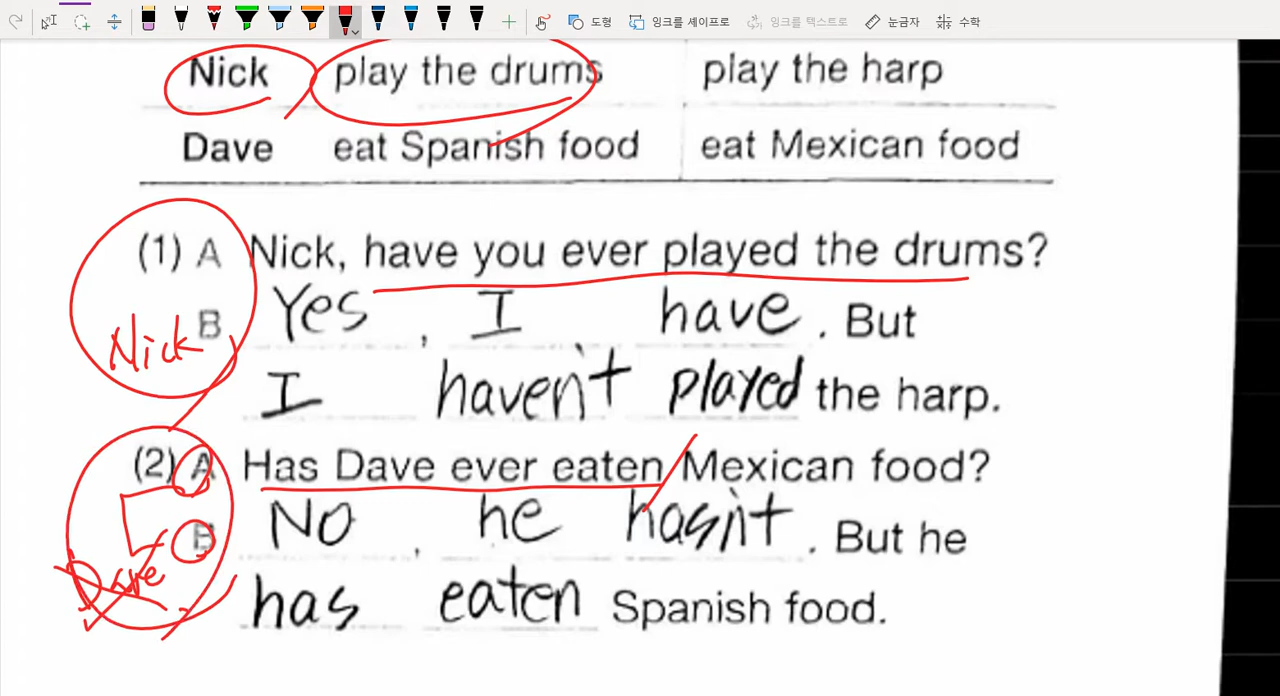 도형 잉크를 셰이프로 잉크를 텍스트로 눈금자 수학
Nick play the drums play the harp
Dave eat Spanish food eat Mexican food
(1) A Nick, have you ever played the drums?
Nick B Yes, I have. But
I haven't played the harp.
(2) A Has Dave ever eaten Mexican food?
B No, he hasn't. But he
Dave
has eaten Spanish food.